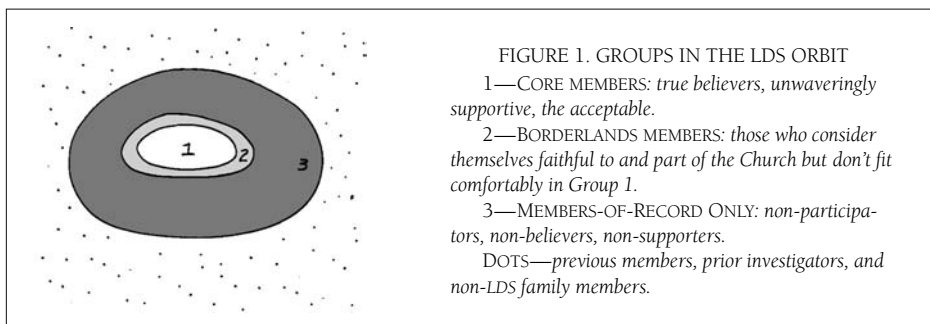 1
2
3
FIGURE 1. GROUPS IN THE LDS ORBIT
1—CORE MEMBERS: true believers, unwaveringly
supportive, the acceptable.
2—BORDERLANDS MEMBERS: those who consider
themselves faithful to and part of the Church but don't fit
comfortably in Group 1.
3—MEMBERS-OF-RECORD ONLY: non-participa-
tors, non-believers, non-supporters.
DOTS—previous members, prior investigators, and
non-LDS family members.